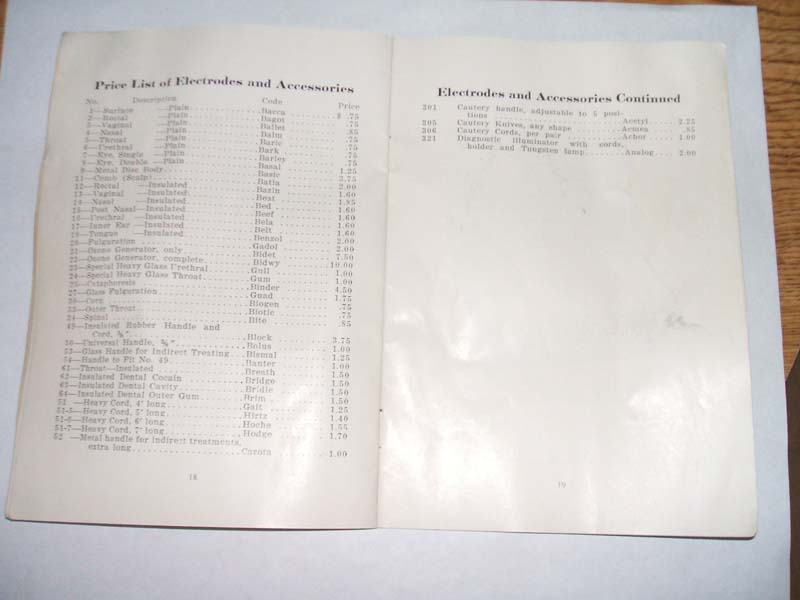 Price List of Electrodes and Accessories
No. Description Code Price
1—Surface —Plain Bacca $ .75
2—Rectal —Plain Bagot .75
3—Vaginal —Plain Ballet .85
4—Nasal —Plain Balm .75
5—Throat —Plain Baric .75
6—Urethral —Plain Bark .75
7—Eye, Single —Plain Barley .75
8—Eye, Double —Plain Basal 1.25
9—Metal Disc Body Basic 3.75
11—Comb (Scalp) Batia 2.00
12—Rectal —Insulated Bazin 1.60
13—Vaginal —Insulated Beat 1.85
14—Nasal —Insulated Bed 1.60
15—Post Nasal—Insulated Beef 1.60
16—Urethral —Insulated Bela 1.60
17—Inner Ear —Insulated Belt 1.60
18—Tongue —Insulated Benzol 2.00
20—Fulguration Gadol 2.00
21—Ozone Generator, only Bidet 7.50
22—Ozone Generator, complete Bidwy 10.00
23—Special Heavy Glass Urethral Gull 1.00
24—Special Heavy Glass Throat Gum 1.00
25—Cataphoresis Binder 4.50
27—Glass Fulguration Guad 1.75
30—Corn Biogen .75
33—Outer Throat Biotic .75
34—Spinal Bite .85
49—Insulated Rubber Handle and
Cord, ⅝" Block 3.75
50—Universal Handle, ⅝" Bolus 1.00
53—Glass Handle for Indirect Treating Bismal 1.25
54—Handle to Fit No. 49 Banter 1.00
61—Throat—Insulated Breath 1.50
62—Insulated Dental Cocain Bridge 1.50
63—Insulated Dental Cavity Bridle 1.50
64—Insulated Dental Outer Gum Brim 1.50
51 —Heavy Cord, 4' long Gait 1.25
51-5—Heavy Cord, 5' long Hirtz 1.40
51-6—Heavy Cord, 6' long Hoche 1.55
51-7—Heavy Cord, 7' long Hodge 1.70
52 —Metal handle for indirect treatments,
extra long Carofa 1.00
18
Electrodes and Accessories Continued
301 Cautery handle, adjustable to 5 posi-
tions Acetyl 2.25
305 Cautery Knives, any shape Acmea .85
306 Cautery Cords, per pair Achor 1.00
321 Diagnostic illuminator with cords,
holder and Tungsten lamp Analog 2.00
19